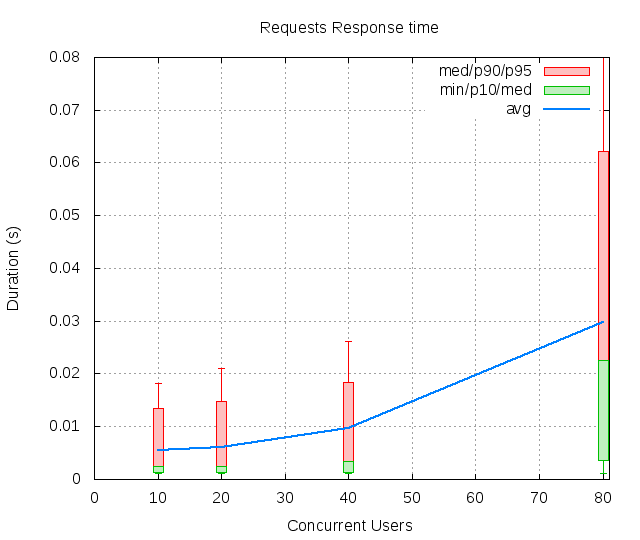 Requests Response time
med/p90/p95
min/p10/med
avg
0.08
0.07
0.06
0.05
0.04
0.03
0.02
0.01
0
Duration (s)
0 10 20 30 40 50 60 70 80
Concurrent Users